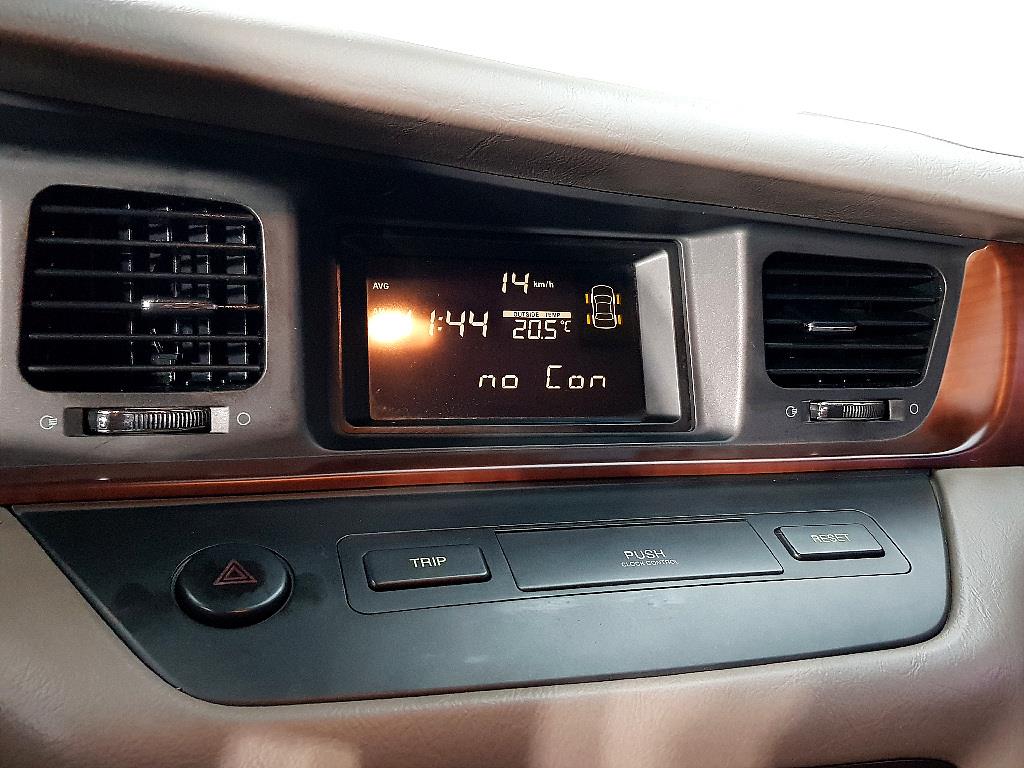 AVG
14 km/h
1:44
OUTSIDE TEMP
20.5°C
no Con
TRIP
PUSH
CLOCK CONTROL
RESET